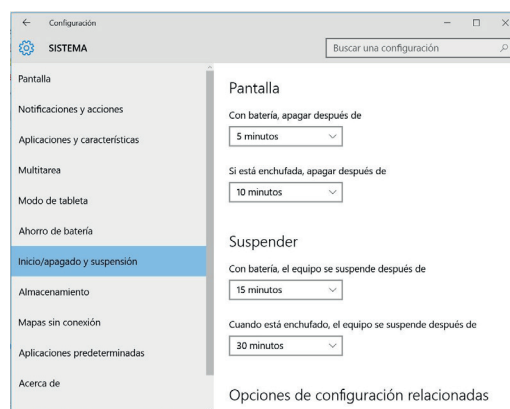 Configuración
SISTEMA
Buscar una configuración
Pantalla
Notificaciones y acciones
Aplicaciones y características
Multitarea
Modo de tableta
Ahorro de batería
Inicio/apagado y suspensión
Almacenamiento
Mapas sin conexión
Aplicaciones predeterminadas
Acerca de
Pantalla
Con batería, apagar después de
5 minutos
Si está enchufada, apagar después de
10 minutos
Suspender
Con batería, el equipo se suspende después de
15 minutos
Cuando está enchufado, el equipo se suspende después de
30 minutos
Opciones de configuración relacionadas